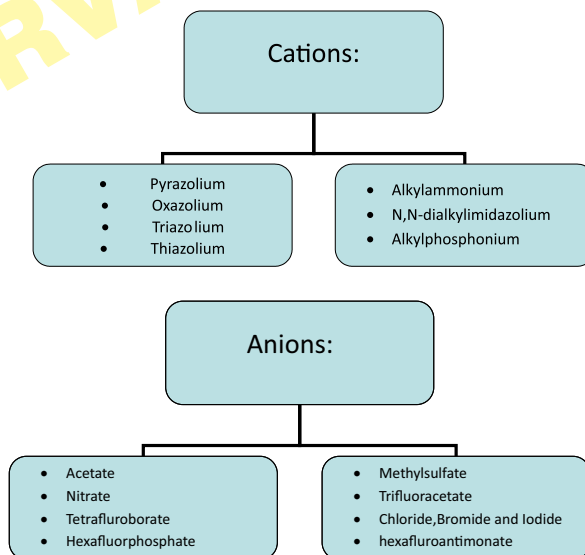 Cations:
Pyrazolium
Oxazolium
Triazolium
Thiazolium
Alkylammonium
N,N-dialkylimidazolium
Alkylphosphonium
Anions:
Acetate
Nitrate
Tetrafluroborate
Hexafluorphosphate
Methylsulfate
Trifluoracetate
Chloride,Bromide and Iodide
hexafluroantimonate